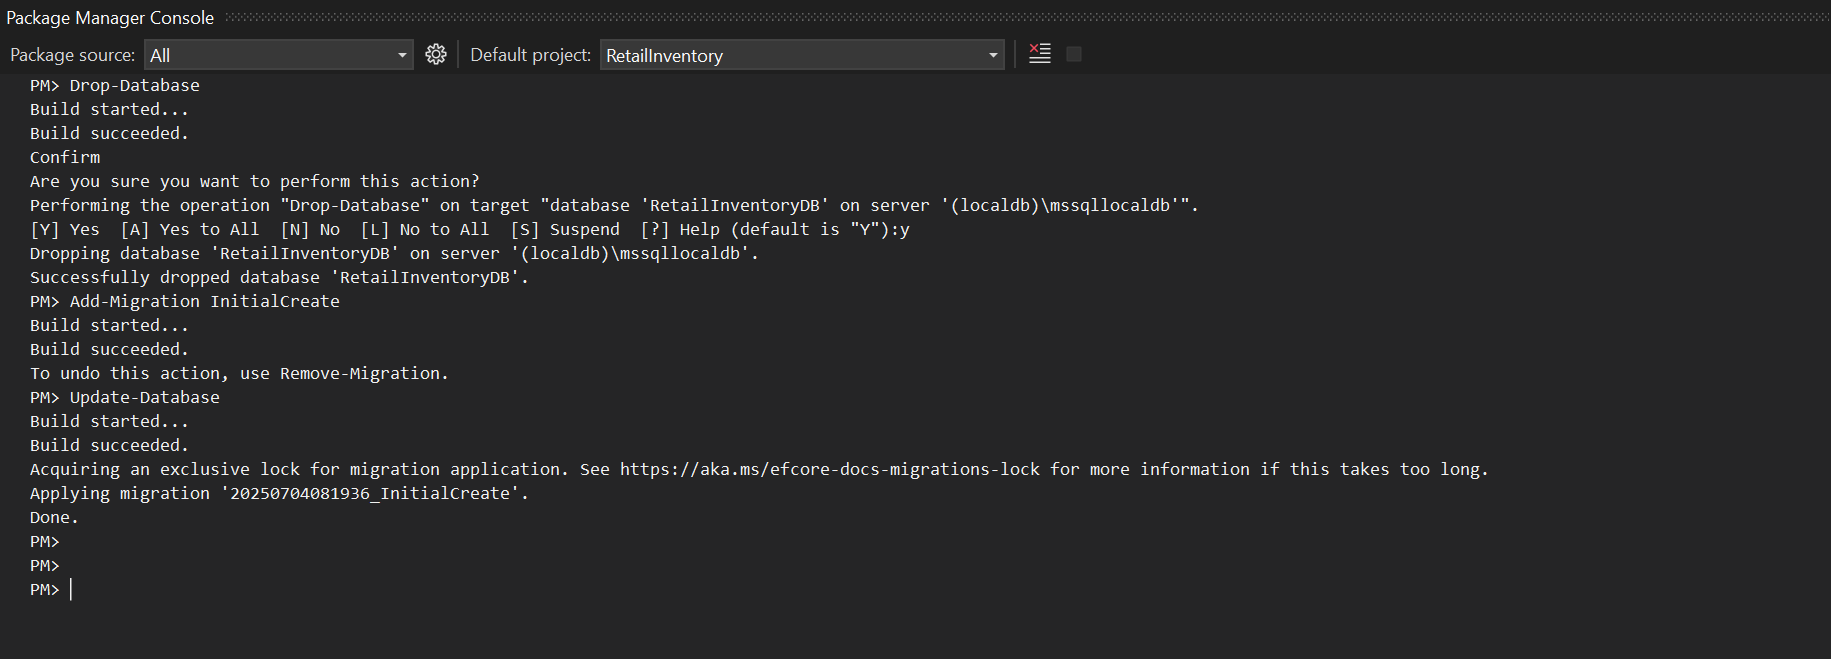 Package Manager Console
Package source: All Default project: RetailInventory
PM> Drop-Database
Build started...
Build succeeded.
Confirm
Are you sure you want to perform this action?
Performing the operation "Drop-Database" on target "database 'RetailInventoryDB' on server '(localdb)\mssqllocaldb'".
[Y] Yes  [A] Yes to All  [N] No  [L] No to All  [S] Suspend  [?] Help (default is "Y"):y
Dropping database 'RetailInventoryDB' on server '(localdb)\mssqllocaldb'.
Successfully dropped database 'RetailInventoryDB'.
PM> Add-Migration InitialCreate
Build started...
Build succeeded.
To undo this action, use Remove-Migration.
PM> Update-Database
Build started...
Build succeeded.
Acquiring an exclusive lock for migration application. See https://aka.ms/efcore-docs-migrations-lock for more information if this takes too long.
Applying migration '20250704081936_InitialCreate'.
Done.
PM>
PM>
PM>